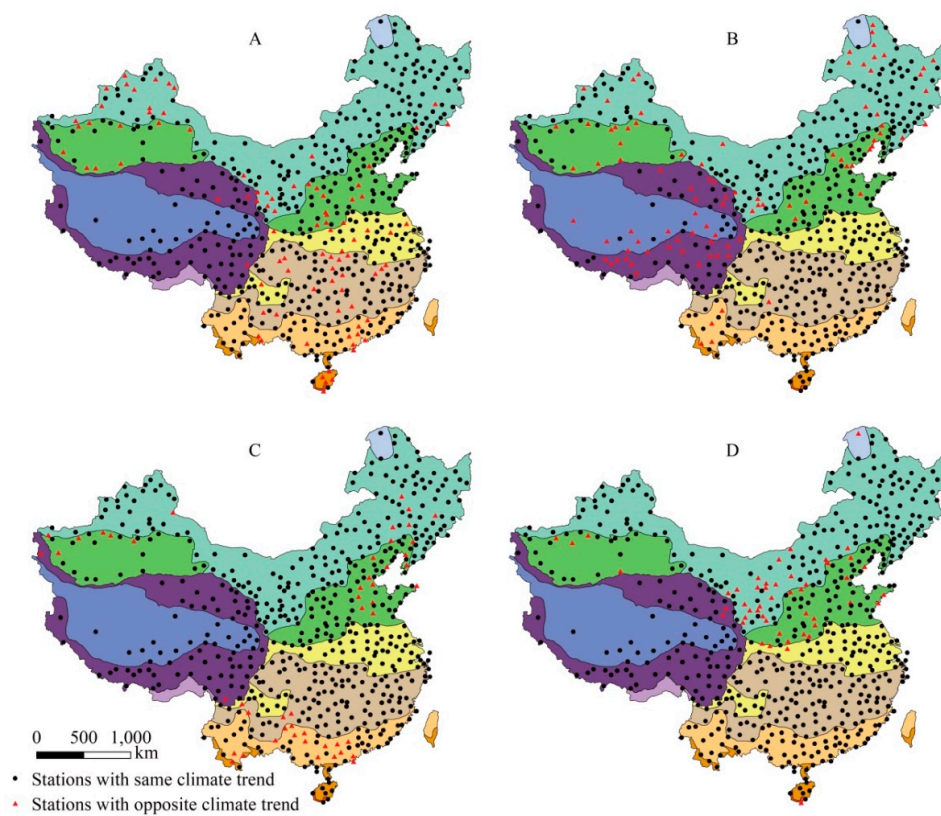 A
B
C
D
0 500 1,000
km
Stations with same climate trend
Stations with opposite climate trend